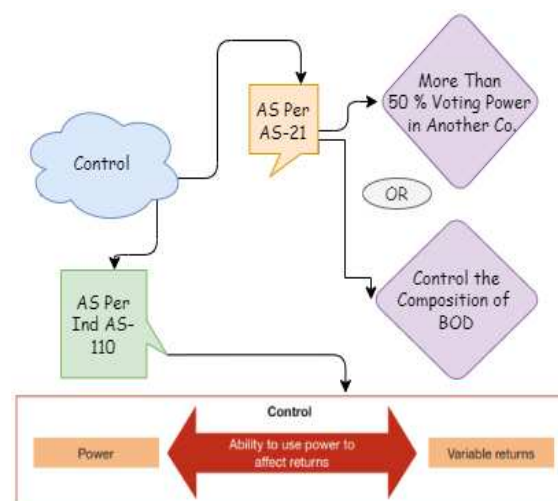 Control
AS Per
AS-21
More Than
50 % Voting Power
in Another Co.
OR
Control the
Composition of
BOD
AS Per
Ind AS-
110
Control
Power
Ability to use power to
affect returns
Variable returns